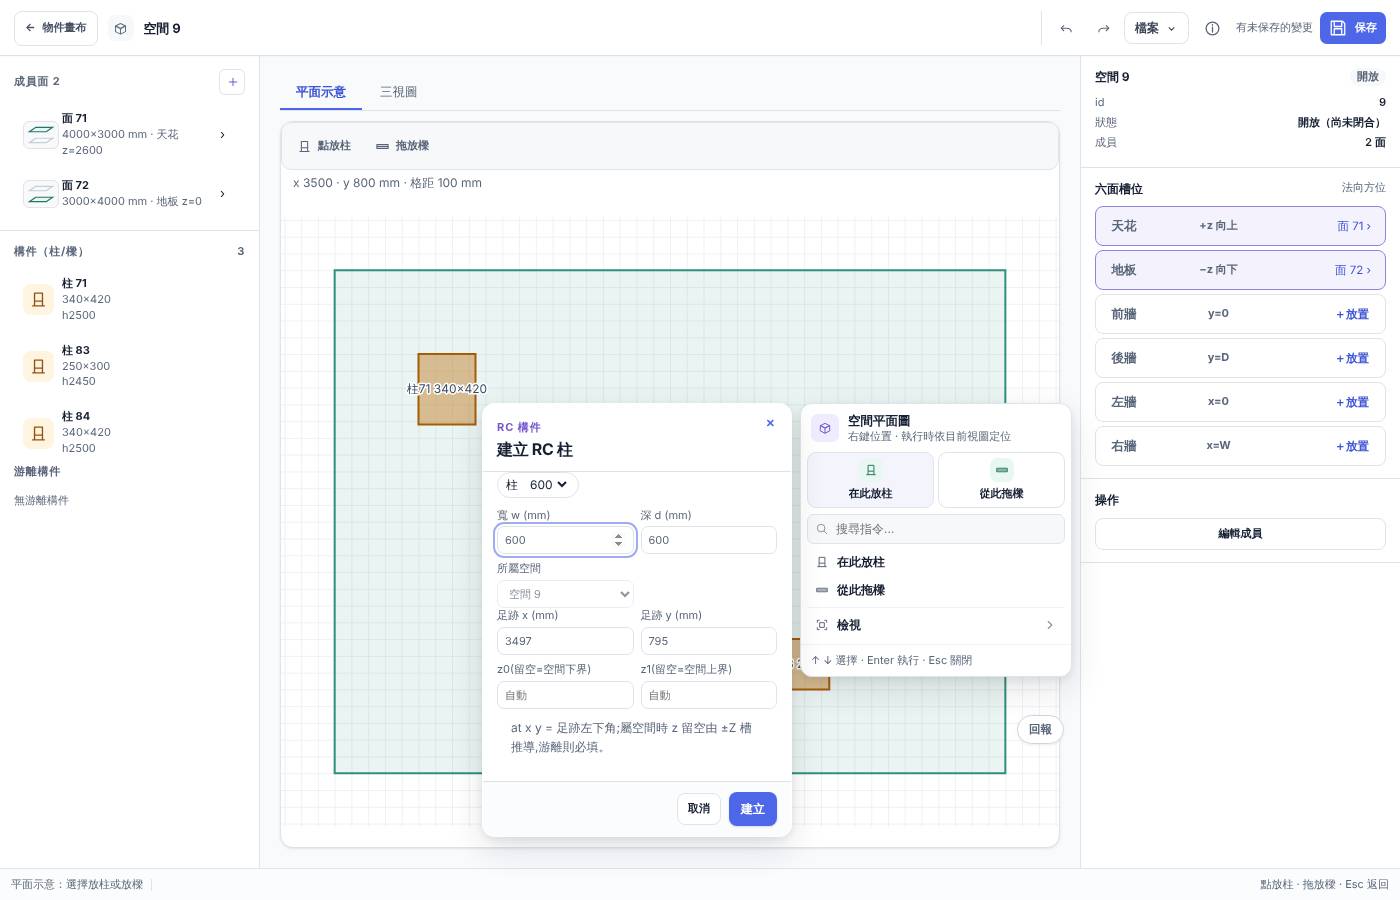 物件畫布
空間 9
檔案
有未保存的變更
保存
成員面 2
面 71
4000×3000 mm · 天花
z=2600
面 72
3000×4000 mm · 地板 z=0
構件（柱/樑） 3
柱 71
340×420
h2500
柱 83
250×300
h2450
柱 84
340×420
h2500
游離構件
無游離構件
平面示意 三視圖
點放柱 拖放樑
x 3500 · y 800 mm · 格距 100 mm
柱71 340×420
RC 構件
建立 RC 柱
柱 600
寬 w (mm) 深 d (mm)
600 600
所屬空間
空間 9
足跡 x (mm) 足跡 y (mm)
3497 795
z0(留空=空間下界) z1(留空=空間上界)
自動 自動
at x y = 足跡左下角;屬空間時 z 留空由 ±Z 槽
推導,游離則必填。
取消 建立
空間平面圖
右鍵位置 · 執行時依目前視圖定位
在此放柱 從此拖樑
搜尋指令...
在此放柱
從此拖樑
檢視
↑ ↓ 選擇 · Enter 執行 · Esc 關閉
回報
空間 9 開放
id 9
狀態 開放（尚未閉合）
成員 2 面
六面槽位 法向方位
天花 +z 向上 面 71 ›
地板 −z 向下 面 72 ›
前牆 y=0 + 放置
後牆 y=D + 放置
左牆 x=0 + 放置
右牆 x=W + 放置
操作
編輯成員
平面示意：選擇放柱或放樑
點放柱 · 拖放樑 · Esc 返回